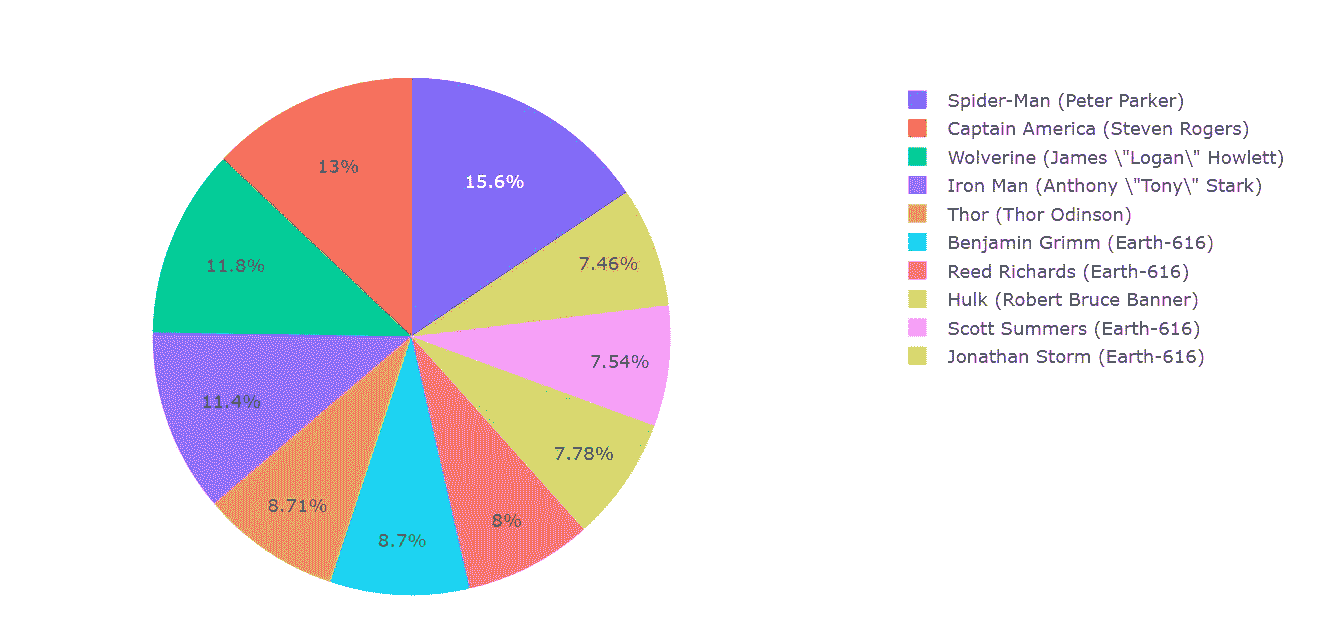 13%
15.6%
11.8%
7.46%
7.54%
11.4%
7.78%
8.71%
8%
8.7%
Spider-Man (Peter Parker)
Captain America (Steven Rogers)
Wolverine (James \"Logan\" Howlett)
Iron Man (Anthony \"Tony\" Stark)
Thor (Thor Odinson)
Benjamin Grimm (Earth-616)
Reed Richards (Earth-616)
Hulk (Robert Bruce Banner)
Scott Summers (Earth-616)
Jonathan Storm (Earth-616)